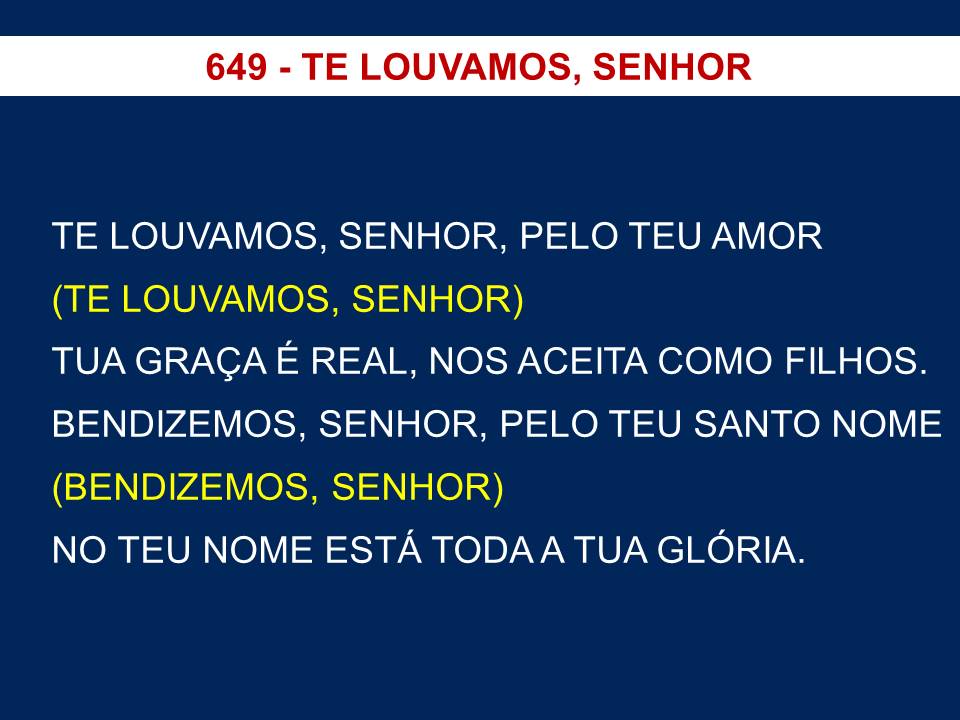 649 - TE LOUVAMOS, SENHOR
TE LOUVAMOS, SENHOR, PELO TEU AMOR
(TE LOUVAMOS, SENHOR)
TUA GRAÇA É REAL, NOS ACEITA COMO FILHOS.
BENDIZEMOS, SENHOR, PELO TEU SANTO NOME
(BENDIZEMOS, SENHOR)
NO TEU NOME ESTÁ TODA A TUA GLÓRIA.